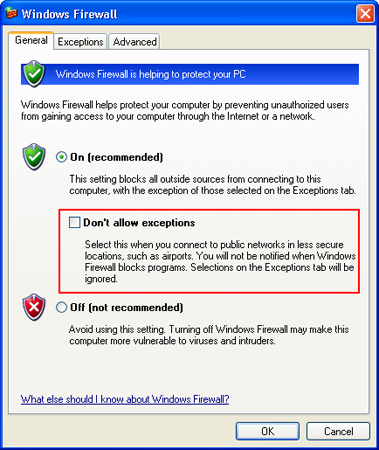 Windows Firewall
General Exceptions Advanced
Windows Firewall is helping to protect your PC
Windows Firewall helps protect your computer by preventing unauthorized users
from gaining access to your computer through the Internet or a network.
On (recommended)
This setting blocks all outside sources from connecting to this
computer, with the exception of those selected on the Exceptions tab.
Don't allow exceptions
Select this when you connect to public networks in less secure
locations, such as airports. You will not be notified when Windows
Firewall blocks programs. Selections on the Exceptions tab will be
ignored.
Off (not recommended)
Avoid using this setting. Turning off Windows Firewall may make this
computer more vulnerable to viruses and intruders.
What else should I know about Windows Firewall?
OK Cancel